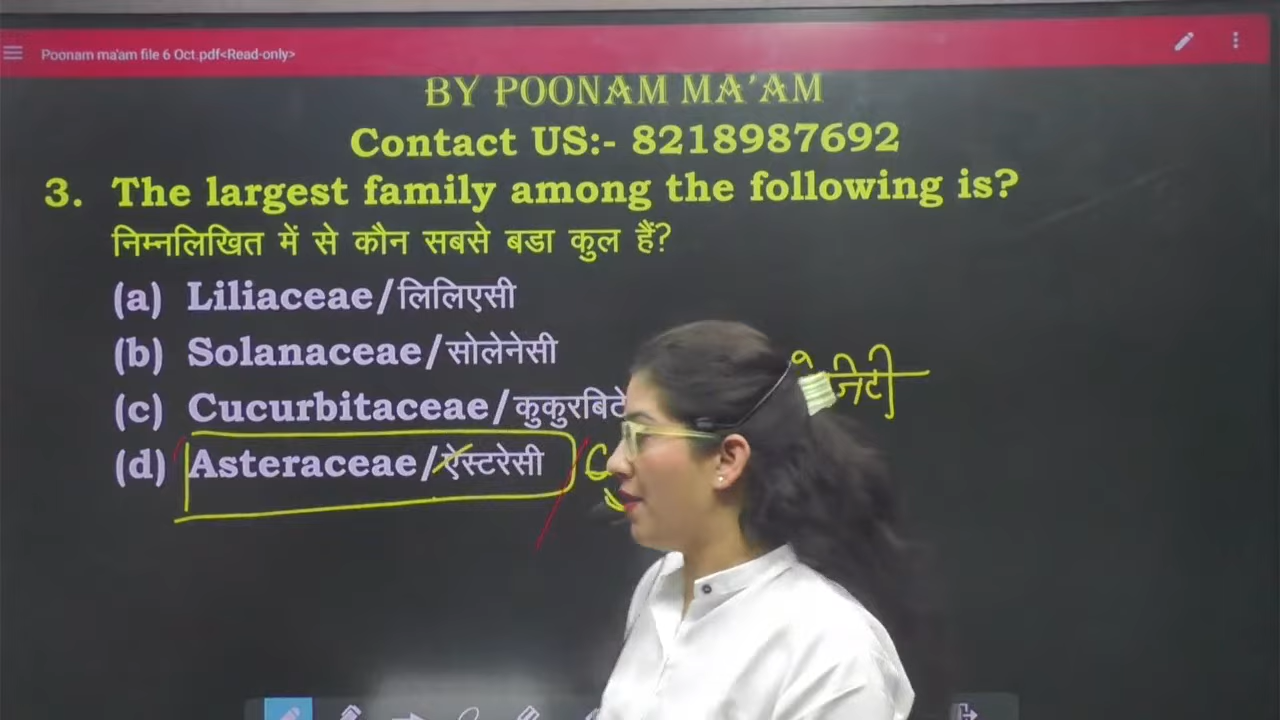 Poonam ma'am file 6 Oct.pdf<Read-only>
BY POONAM MA'AM
Contact US:- 8218987692
3. The largest family among the following is?
निम्नलिखित में से कौन सबसे बडा कुल हैं?
(a) Liliaceae/लिलिएसी
(b) Solanaceae/सोलेनेसी
(c) Cucurbitaceae/
(d) Asteraceae/ऐस्टरेसी